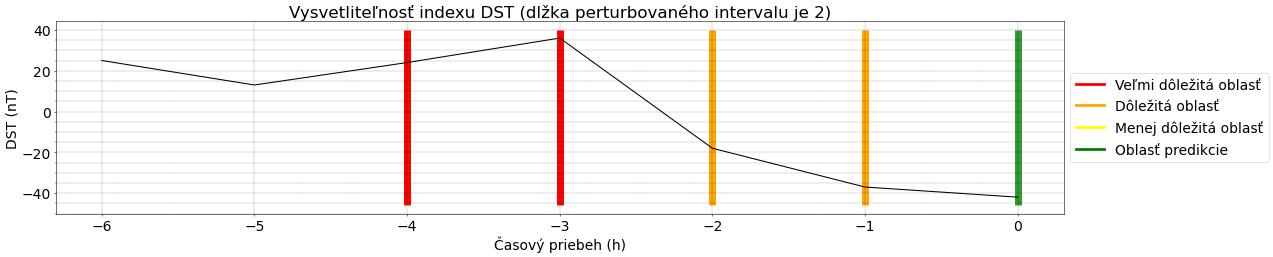 Vysvetliteľnosť indexu DST (dlžka perturbovaného intervalu je 2)
DST (nT)
40
20
0
−20
−40
−6 −5 −4 −3 −2 −1 0
Časový priebeh (h)
Veľmi dôležitá oblasť
Dôležitá oblasť
Menej dôležitá oblasť
Oblasť predikcie